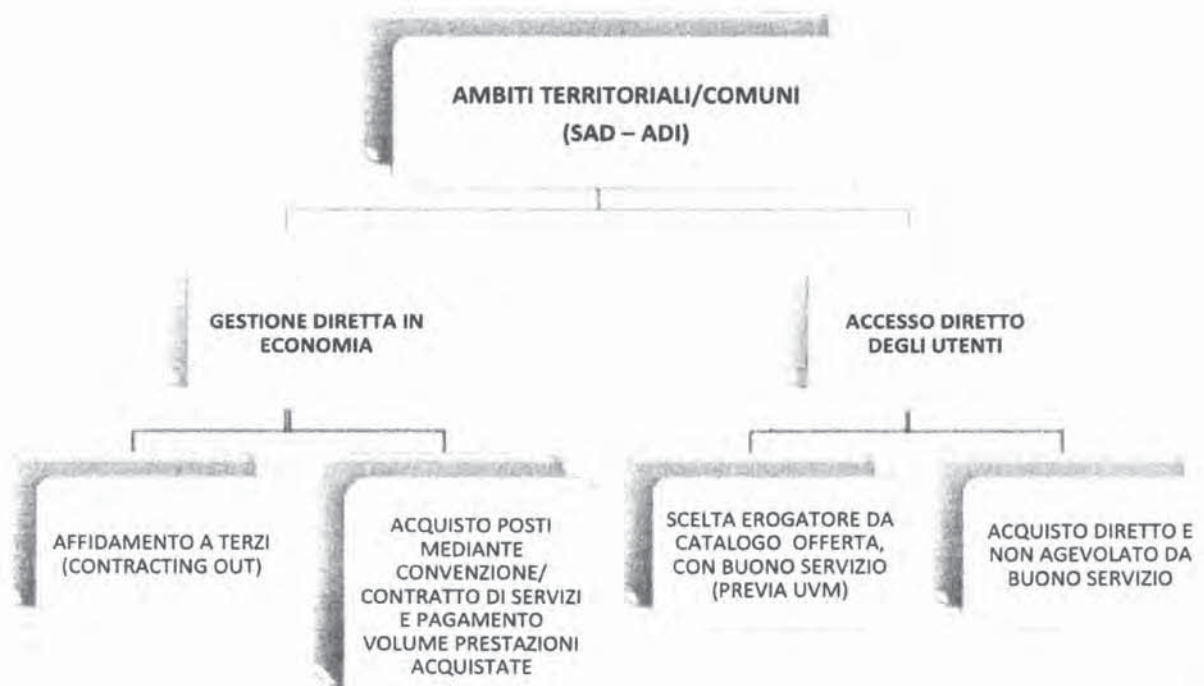 AMBITI TERRITORIALI/COMUNI
(SAD – ADI)
GESTIONE DIRETTA IN
ECONOMIA
ACCESSO DIRETTO
DEGLI UTENTI
AFFIDAMENTO A TERZI
(CONTRACTING OUT)
ACQUISTO POSTI
MEDIANTE
CONVENZIONE/
CONTRATTO DI SERVIZI
E PAGAMENTO
VOLUME PRESTAZIONI
ACQUISTATE
SCELTA EROGATORE DA
CATALOGO OFFERTA,
CON BUONO SERVIZIO
(PREVIA UVM)
ACQUISTO DIRETTO E
NON AGEVOLATO DA
BUONO SERVIZIO